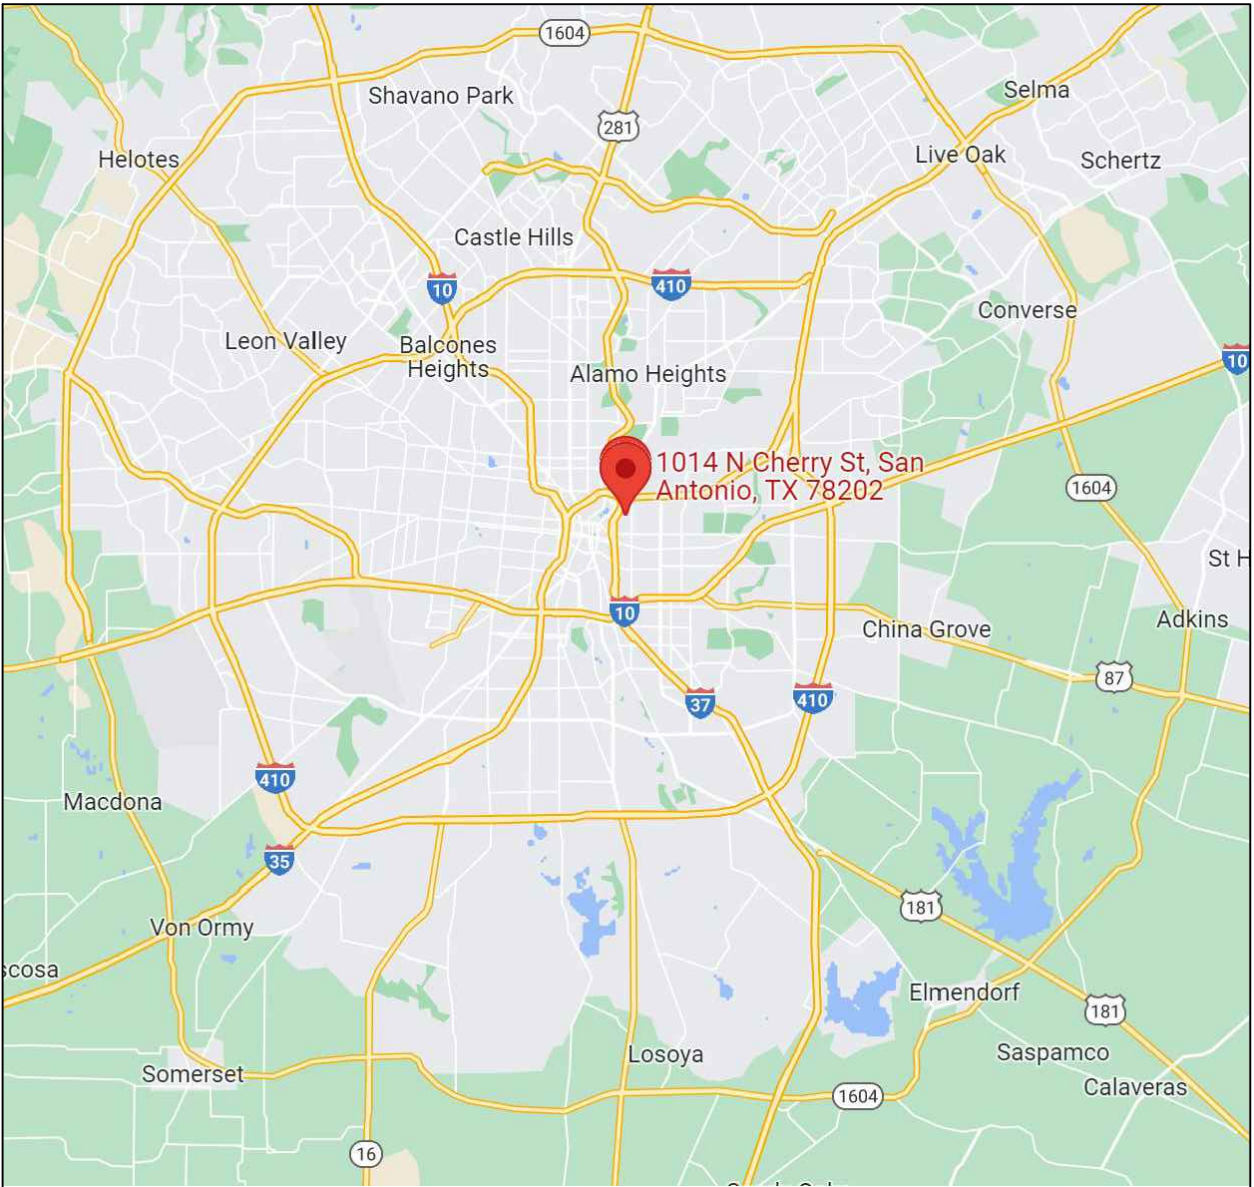 1604
Shavano Park
Selma
281
Helotes
Live Oak
Schertz
Castle Hills
10
410
Converse
Leon Valley
Balcones
Heights
10
Alamo Heights
1014 N Cherry St, San
Antonio, TX 78202
1604
St H
10
China Grove
Adkins
87
37
410
410
Macdona
35
181
Von Ormy
scosa
Elmendorf
181
Losoya
Saspamco
Somerset
Calaveras
1604
16